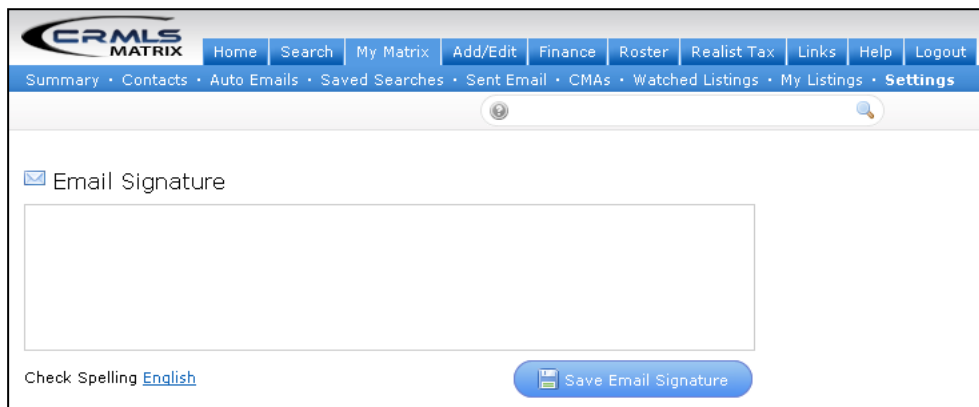 CRMLS
MATRIX
Home Search My Matrix Add/Edit Finance Roster Realist Tax Links Help Logout
Summary • Contacts • Auto Emails • Saved Searches • Sent Email • CMAs • Watched Listings • My Listings • Settings
?
Email Signature
Check Spelling English
Save Email Signature